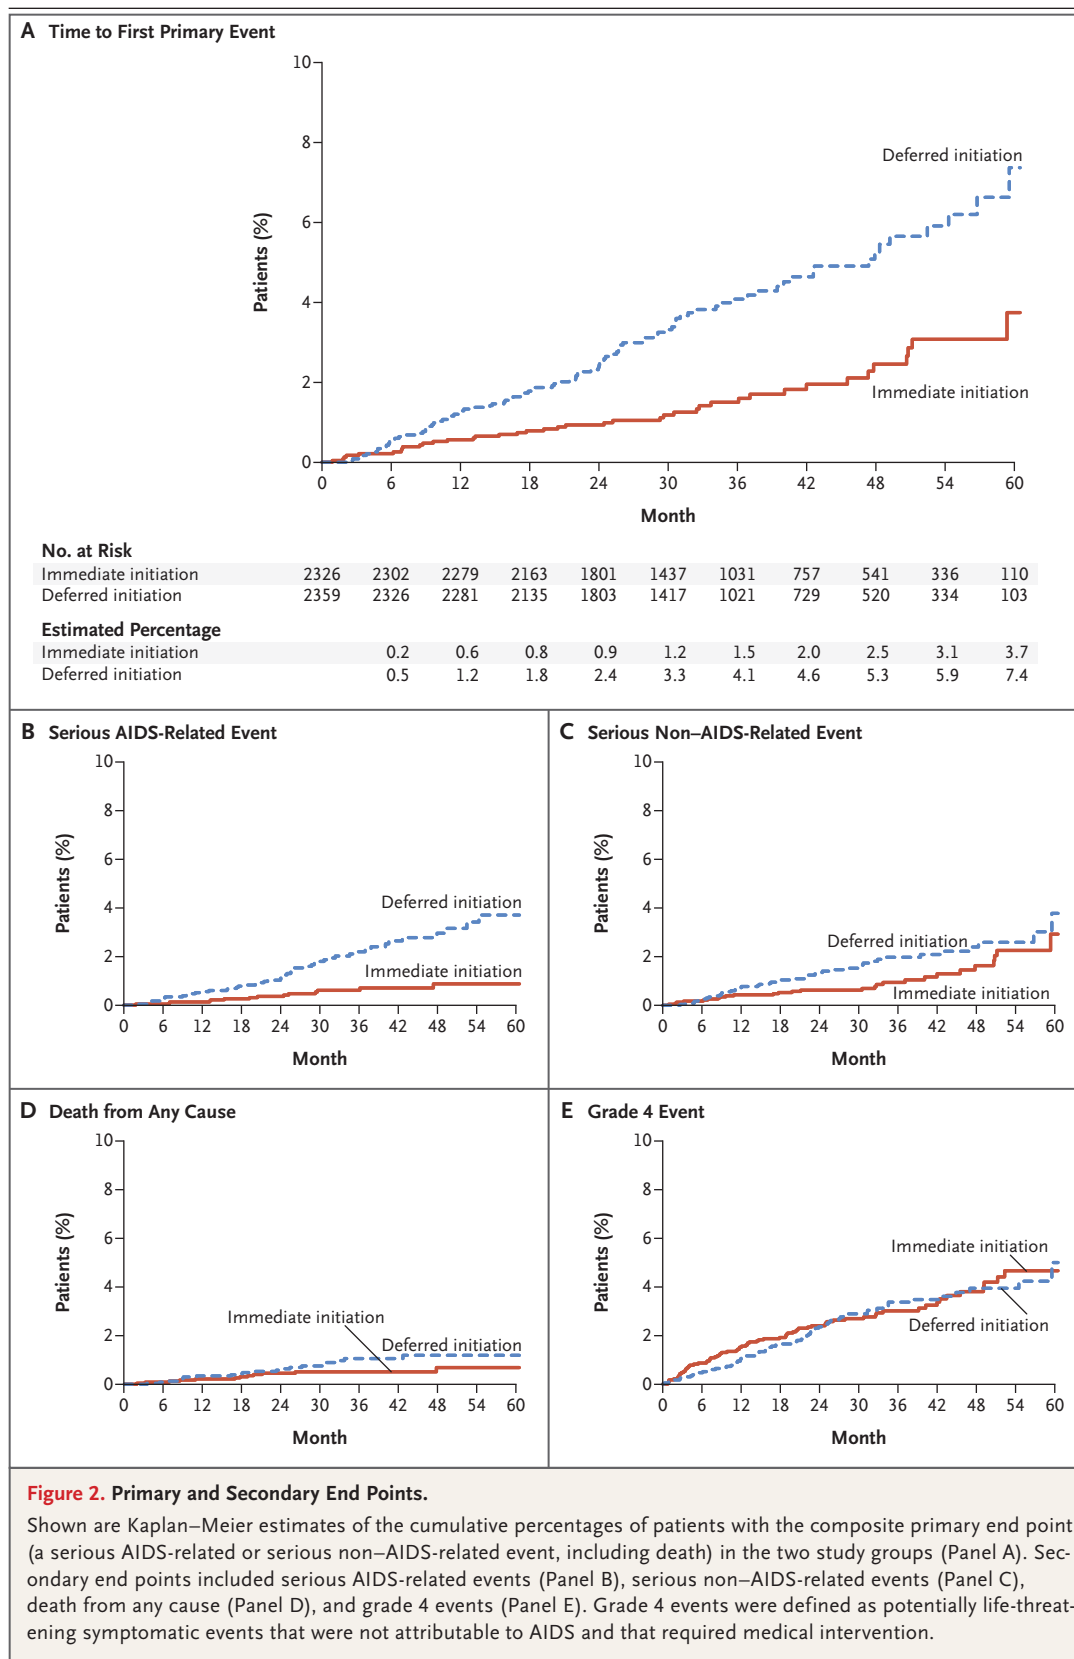 A Time to First Primary Event
10
8
6
4
2
0
Patients (%)
Deferred initiation
Immediate initiation
0 6 12 18 24 30 36 42 48 54 60
Month
No. at Risk
Immediate initiation 2326 2302 2279 2163 1801 1437 1031 757 541 336 110
Deferred initiation 2359 2326 2281 2135 1803 1417 1021 729 520 334 103
Estimated Percentage
Immediate initiation 0.2 0.6 0.8 0.9 1.2 1.5 2.0 2.5 3.1 3.7
Deferred initiation 0.5 1.2 1.8 2.4 3.3 4.1 4.6 5.3 5.9 7.4
B Serious AIDS-Related Event
10
8
6
4
2
0
Patients (%)
Deferred initiation
Immediate initiation
0 6 12 18 24 30 36 42 48 54 60
Month
C Serious Non–AIDS-Related Event
10
8
6
4
2
0
Patients (%)
Deferred initiation
Immediate initiation
0 6 12 18 24 30 36 42 48 54 60
Month
D Death from Any Cause
10
8
6
4
2
0
Patients (%)
Immediate initiation
Deferred initiation
0 6 12 18 24 30 36 42 48 54 60
Month
E Grade 4 Event
10
8
6
4
2
0
Patients (%)
Immediate initiation
Deferred initiation
0 6 12 18 24 30 36 42 48 54 60
Month
Figure 2. Primary and Secondary End Points.
Shown are Kaplan–Meier estimates of the cumulative percentages of patients with the composite primary end point
(a serious AIDS-related or serious non–AIDS-related event, including death) in the two study groups (Panel A). Sec-
ondary end points included serious AIDS-related events (Panel B), serious non–AIDS-related events (Panel C),
death from any cause (Panel D), and grade 4 events (Panel E). Grade 4 events were defined as potentially life-threat-
ening symptomatic events that were not attributable to AIDS and that required medical intervention.